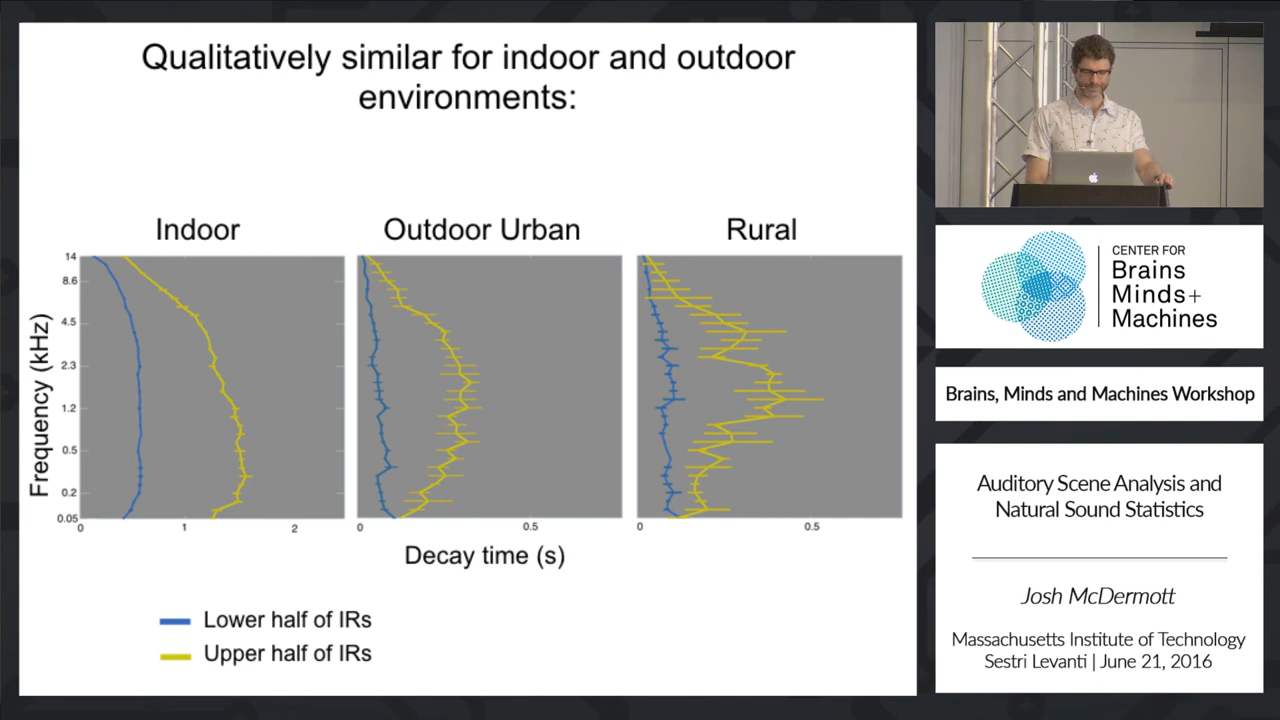 Qualitatively similar for indoor and outdoor
environments:
Indoor
Outdoor Urban
Rural
Frequency (kHz)
14
8.6
4.5
2.3
1.2
0.5
0.2
0.05
0
1
2
0
0.5
0
0.5
Decay time (s)
Lower half of IRs
Upper half of IRs
CENTER FOR
Brains
Minds+
Machines
Brains, Minds and Machines Workshop
Auditory Scene Analysis and
Natural Sound Statistics
Josh McDermott
Massachusetts Institute of Technology
Sestri Levanti | June 21, 2016